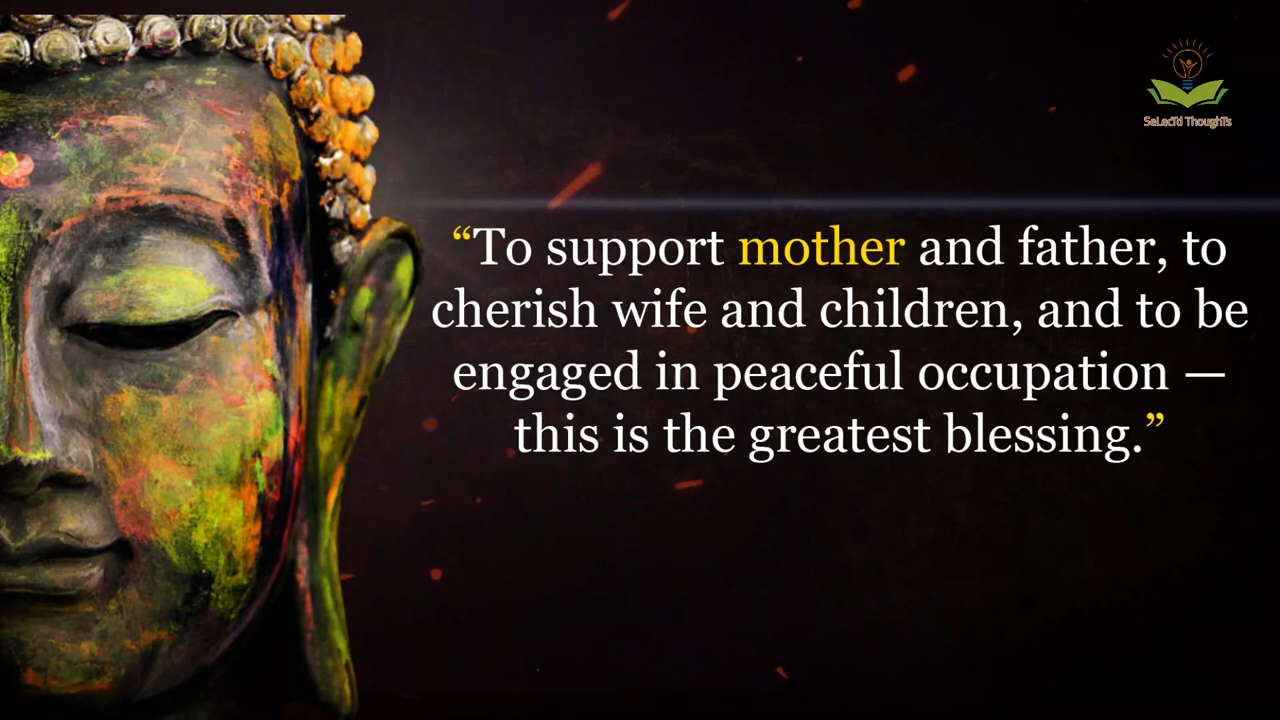 SeLecTd ThoughTs
“To support mother and father, to
cherish wife and children, and to be
engaged in peaceful occupation —
this is the greatest blessing.”